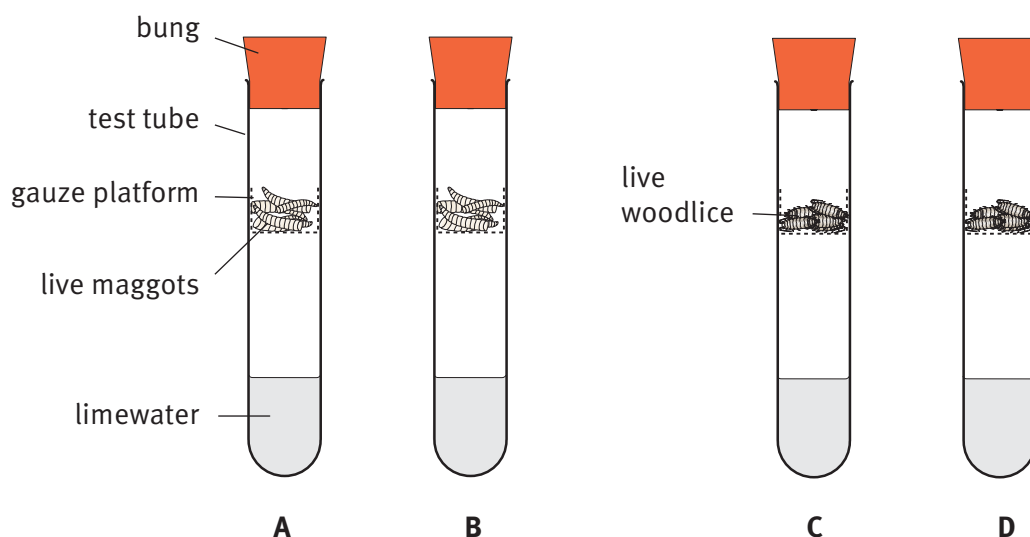 bung
test tube
gauze platform
live maggots
limewater
live
woodlice
A
B
C
D